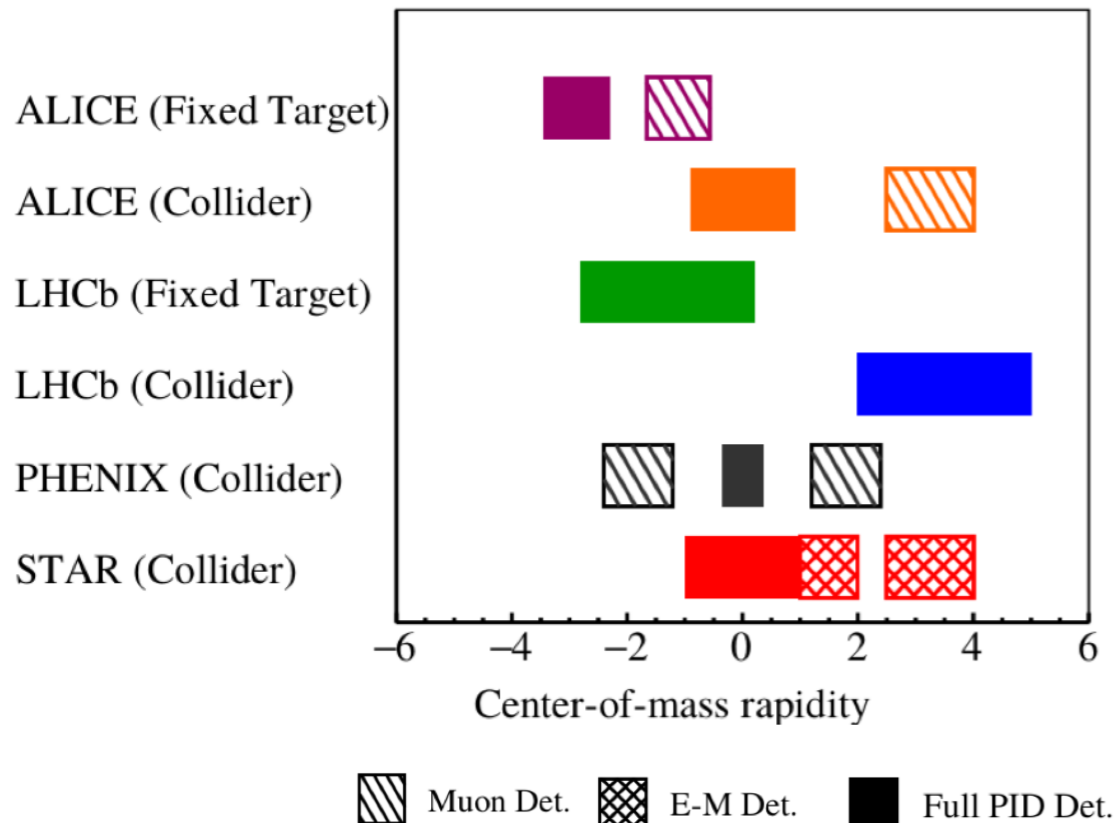 ALICE (Fixed Target)
ALICE (Collider)
LHCb (Fixed Target)
LHCb (Collider)
PHENIX (Collider)
STAR (Collider)
−6 −4 −2 0 2 4 6
Center-of-mass rapidity
Muon Det. E-M Det. Full PID Det.